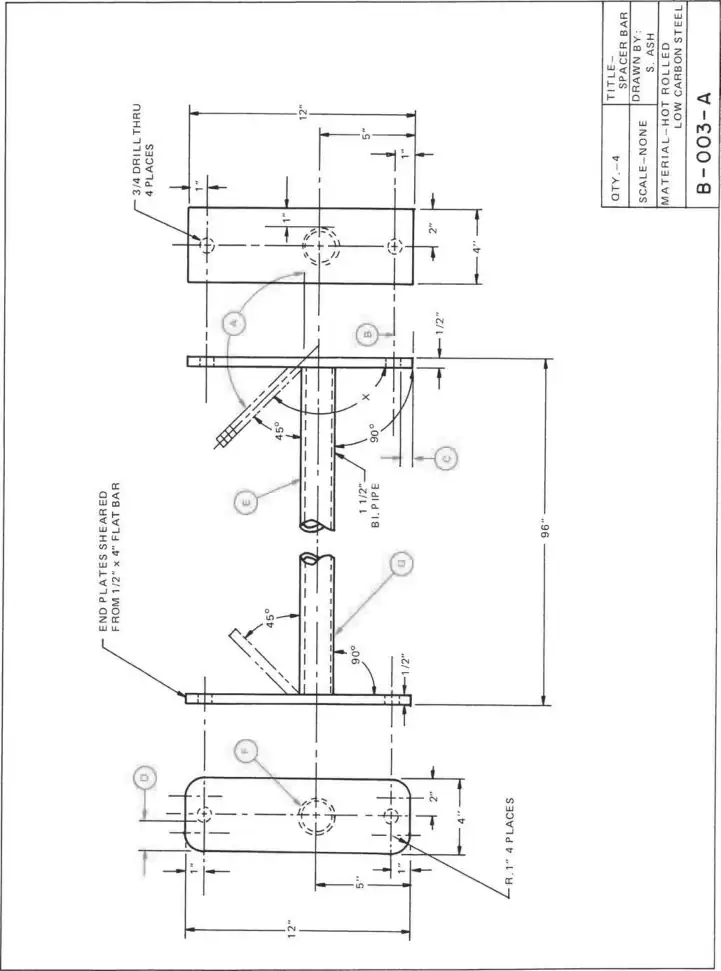 END PLATES SHEARED
FROM 1/2" x 4" FLAT BAR
3/4 DRILL THRU
4 PLACES
12"
1"
5"
1"
D
F
2"
4"
R.1" 4 PLACES
45°
90°
1/2"
G
E
1 1/2"
BI.PIPE
96"
45°
90°
X
C
A
B
1/2"
1"
1"
12"
5"
1"
2"
4"
QTY.-4
TITLE-
SPACER BAR
SCALE-NONE
DRAWN BY:
S. ASH
MATERIAL-HOT ROLLED
LOW CARBON STEEL
B-003-A